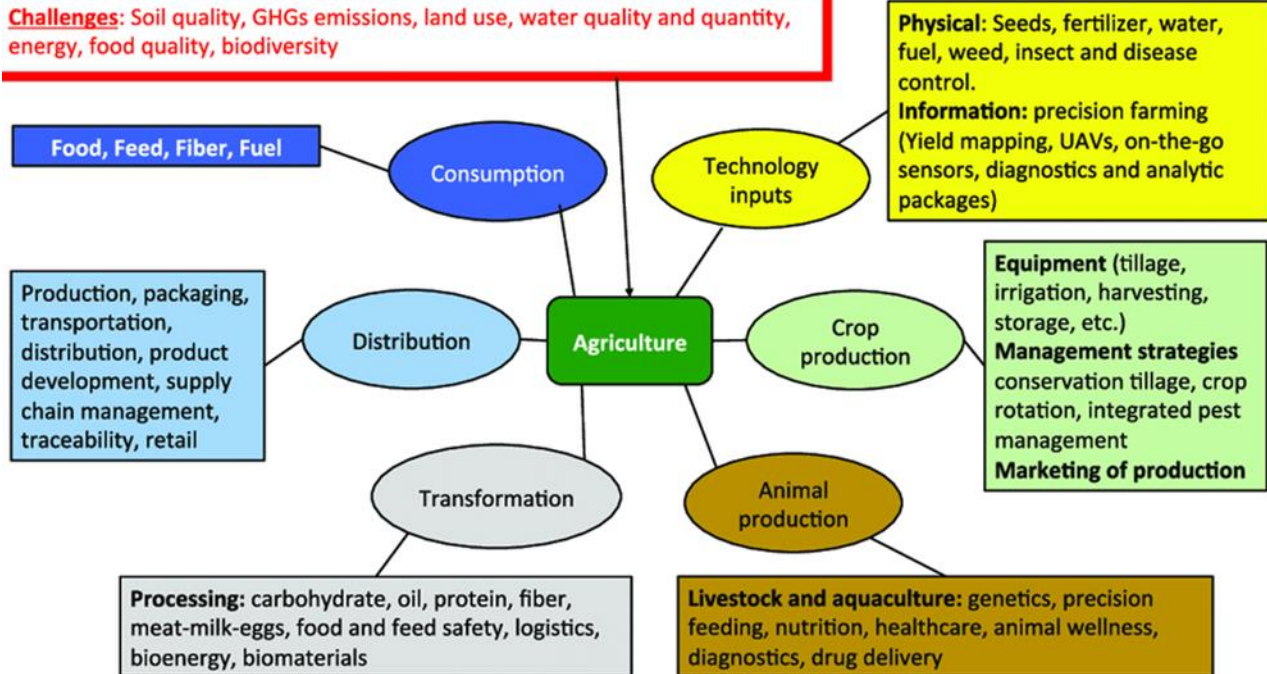 Challenges: Soil quality, GHGs emissions, land use, water quality and quantity,
energy, food quality, biodiversity
Physical: Seeds, fertilizer, water,
fuel, weed, insect and disease
control.
Information: precision farming
(Yield mapping, UAVs, on-the-go
sensors, diagnostics and analytic
packages)
Food, Feed, Fiber, Fuel
Consumption
Technology
inputs
Production, packaging,
transportation,
distribution, product
development, supply
chain management,
traceability, retail
Distribution
Agriculture
Crop
production
Equipment (tillage,
irrigation, harvesting,
storage, etc.)
Management strategies
conservation tillage, crop
rotation, integrated pest
management
Marketing of production
Transformation
Animal
production
Processing: carbohydrate, oil, protein, fiber,
meat-milk-eggs, food and feed safety, logistics,
bioenergy, biomaterials
Livestock and aquaculture: genetics, precision
feeding, nutrition, healthcare, animal wellness,
diagnostics, drug delivery